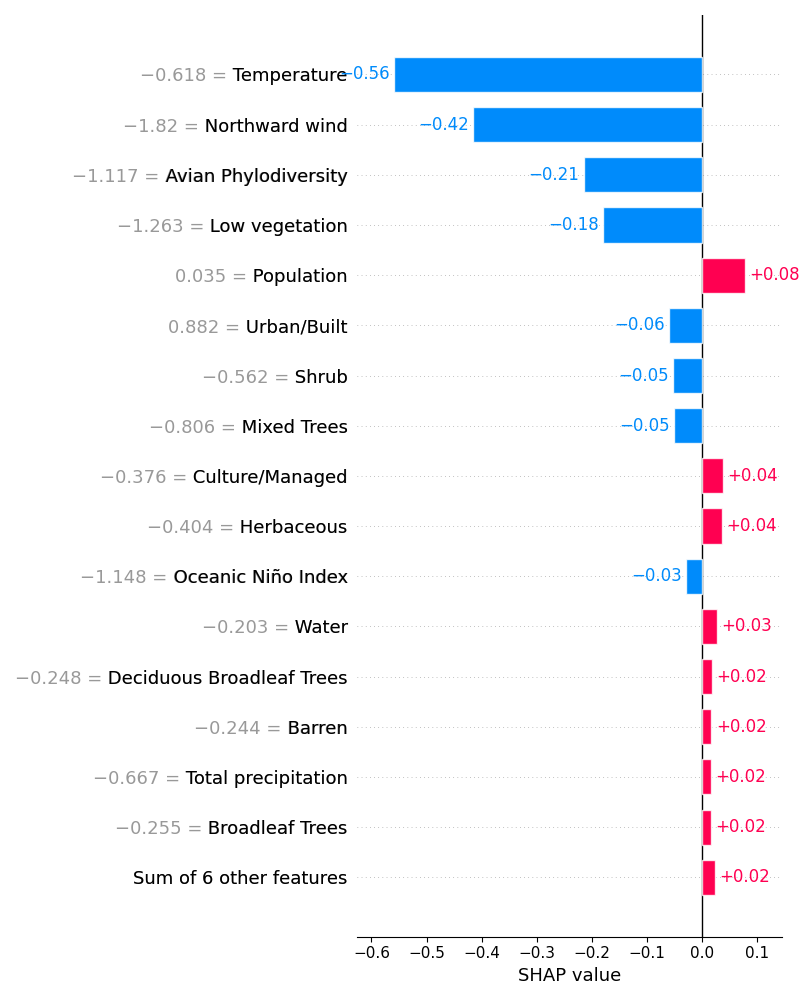 −0.618 = Temperature −0.56
−1.82 = Northward wind −0.42
−1.117 = Avian Phylodiversity −0.21
−1.263 = Low vegetation −0.18
0.035 = Population +0.08
0.882 = Urban/Built −0.06
−0.562 = Shrub −0.05
−0.806 = Mixed Trees −0.05
−0.376 = Culture/Managed +0.04
−0.404 = Herbaceous +0.04
−1.148 = Oceanic Niño Index −0.03
−0.203 = Water +0.03
−0.248 = Deciduous Broadleaf Trees +0.02
−0.244 = Barren +0.02
−0.667 = Total precipitation +0.02
−0.255 = Broadleaf Trees +0.02
Sum of 6 other features +0.02
−0.6 −0.5 −0.4 −0.3 −0.2 −0.1 0.0 0.1
SHAP value